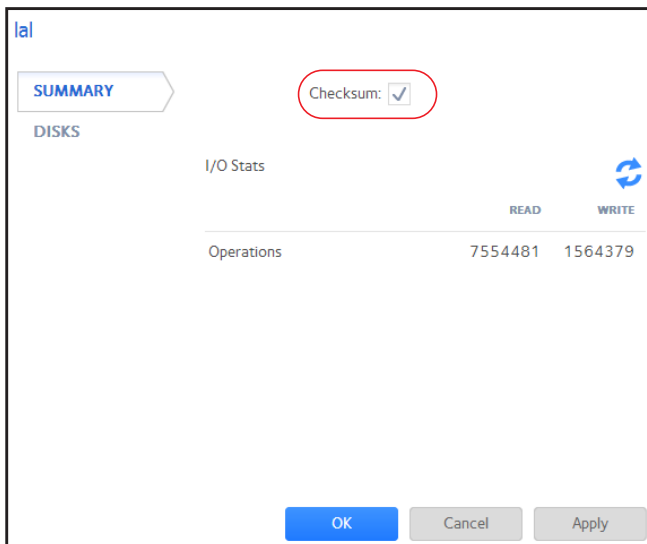 lal
SUMMARY
Checksum:
DISKS
I/O Stats
READ WRITE
Operations 7554481 1564379
OK Cancel Apply